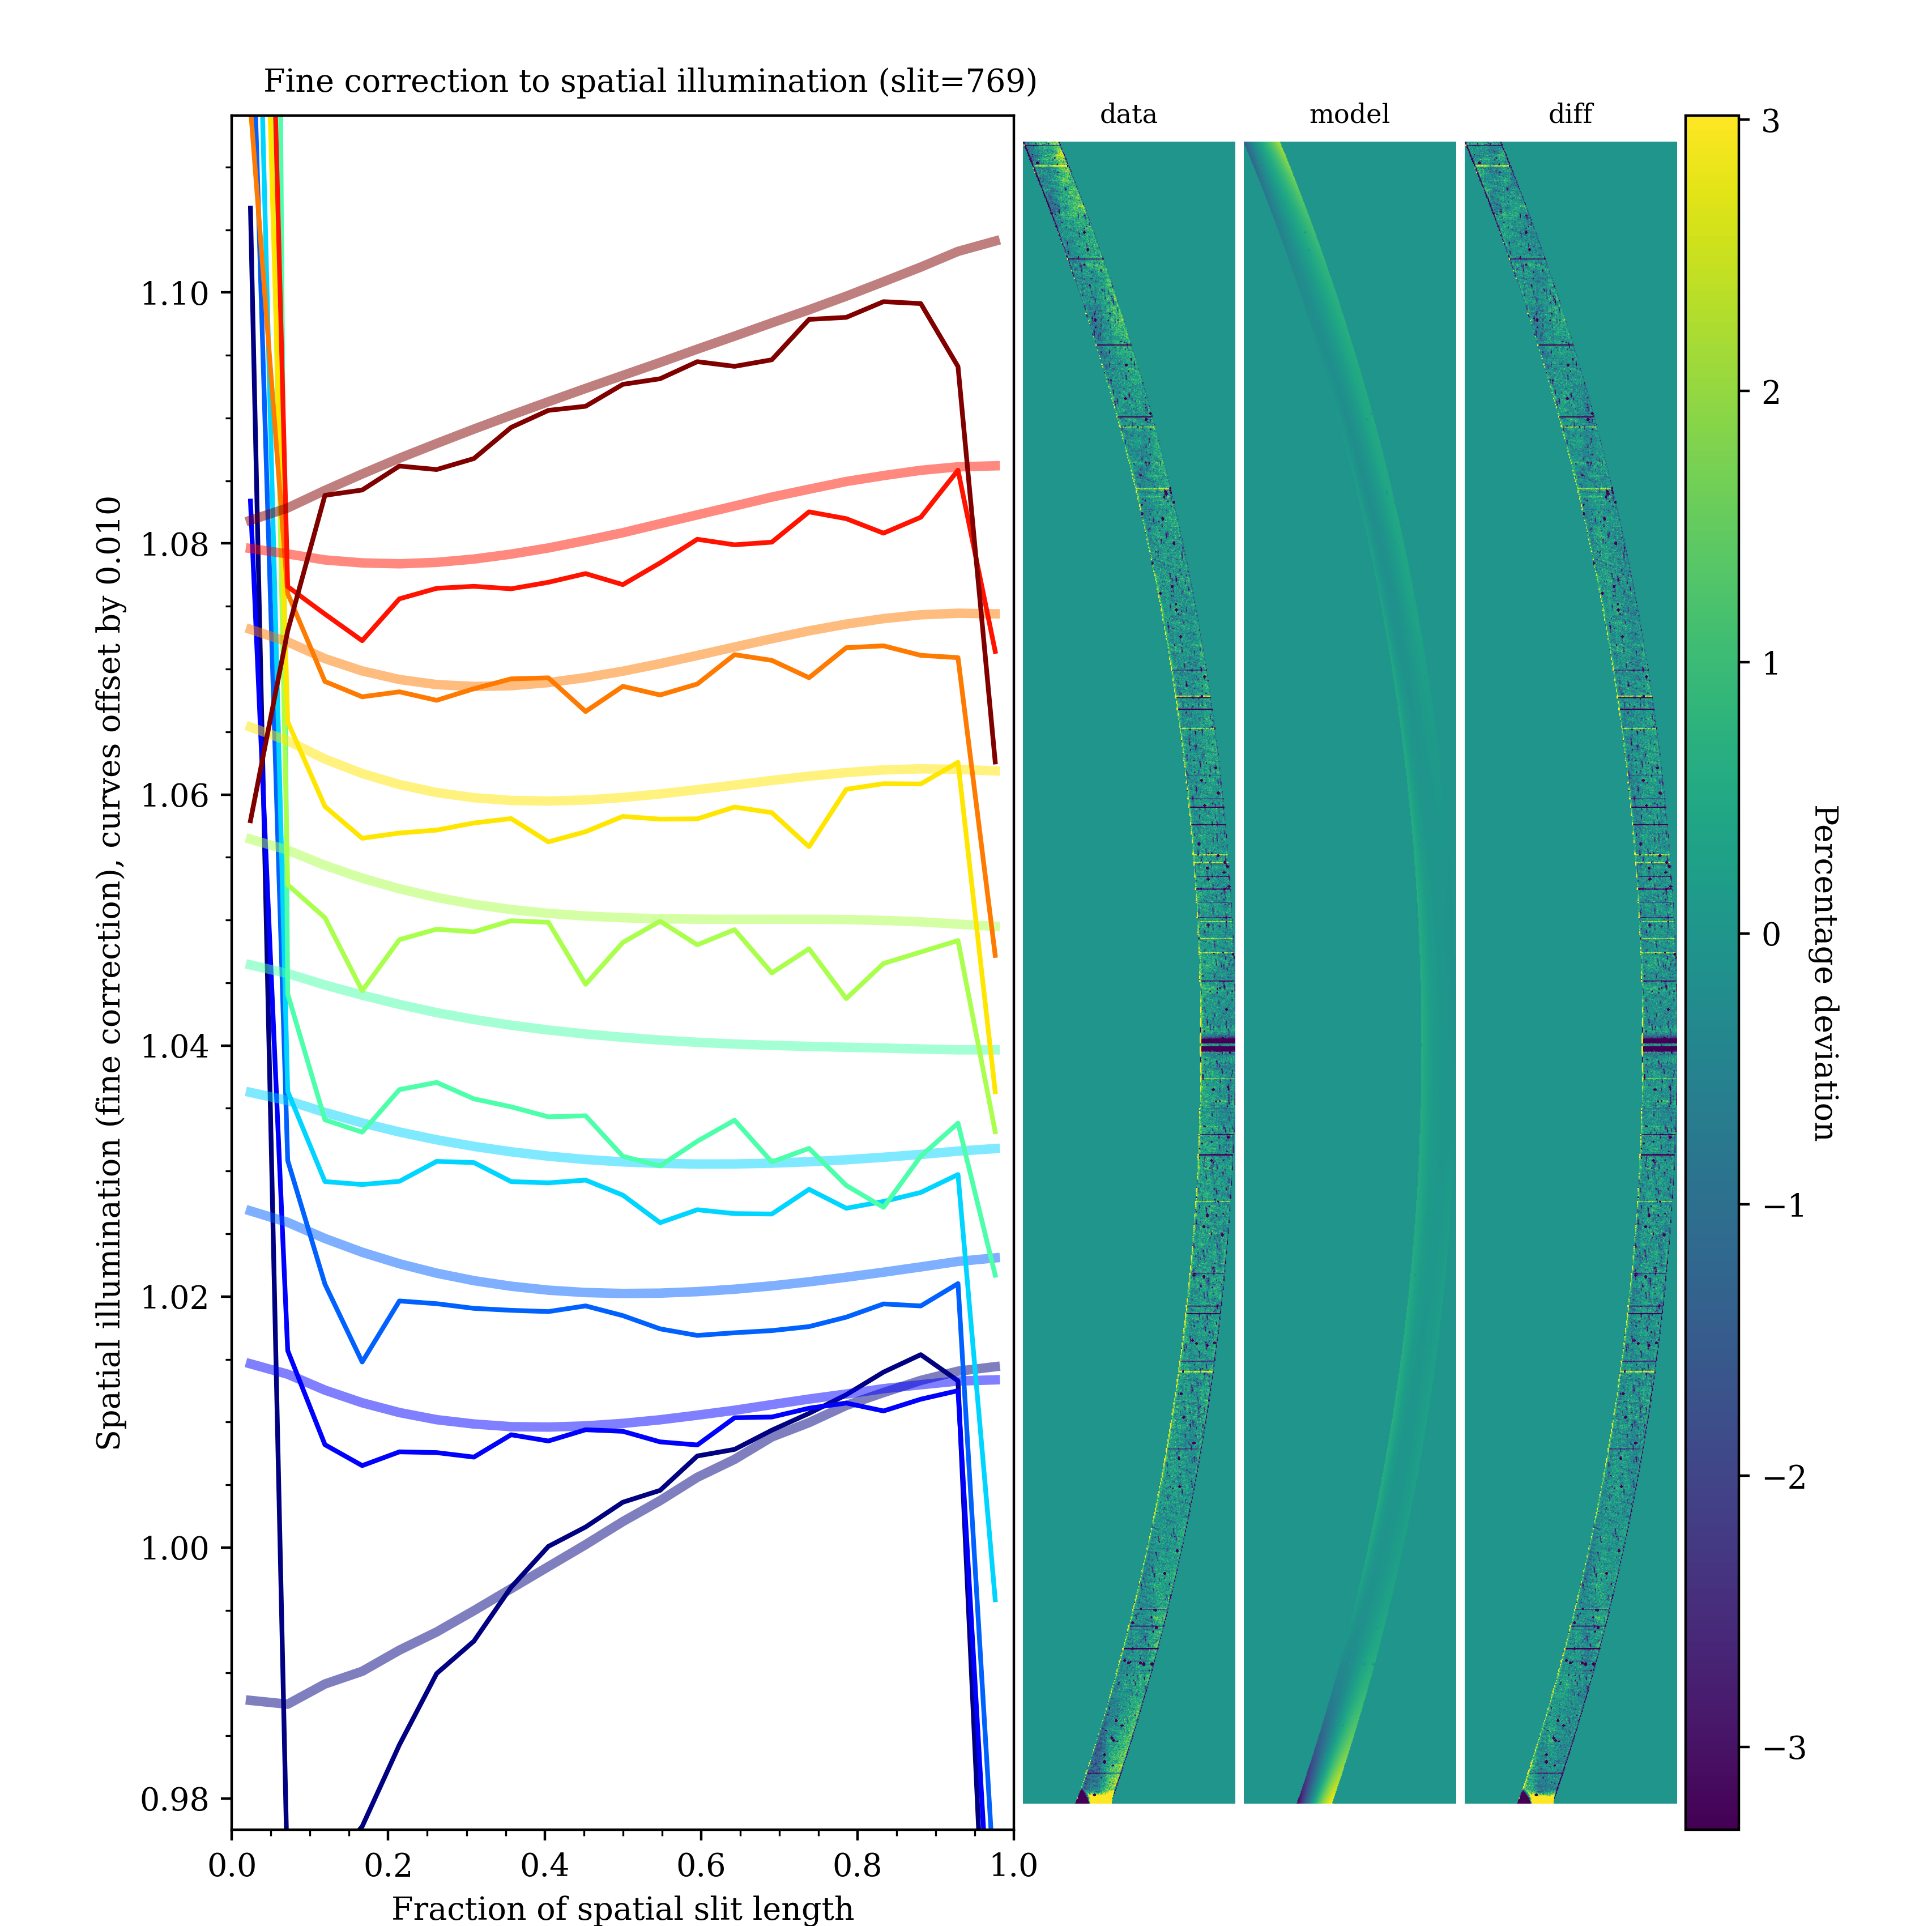 Fine correction to spatial illumination (slit=769)
data
model
diff
Spatial illumination (fine correction), curves offset by 0.010
1.10
1.08
1.06
1.04
1.02
1.00
0.98
0.0
0.2
0.4
0.6
0.8
1.0
Fraction of spatial slit length
3
2
1
0
−1
−2
−3
Percentage deviation